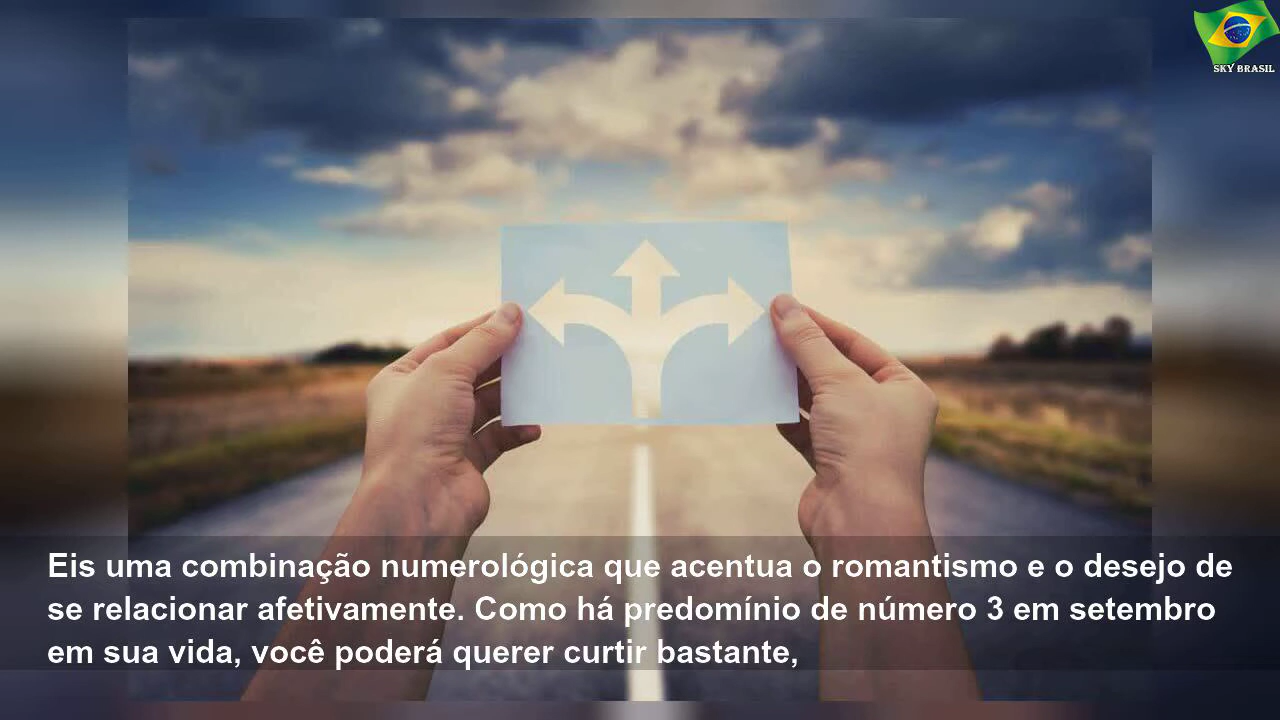 SKY BRASIL
Eis uma combinação numerológica que acentua o romantismo e o desejo de
se relacionar afetivamente. Como há predomínio de número 3 em setembro
em sua vida, você poderá querer curtir bastante,